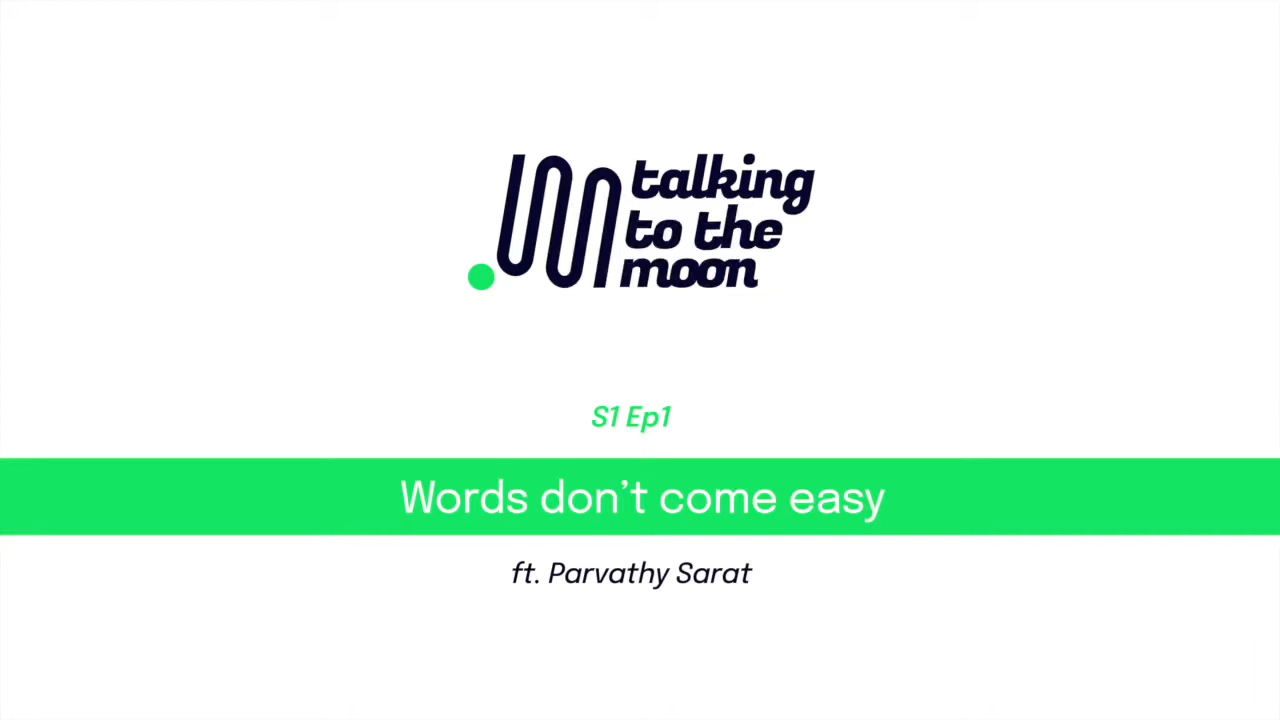 talking
to the
moon
S1 Ep1
Words don't come easy
ft. Parvathy Sarat